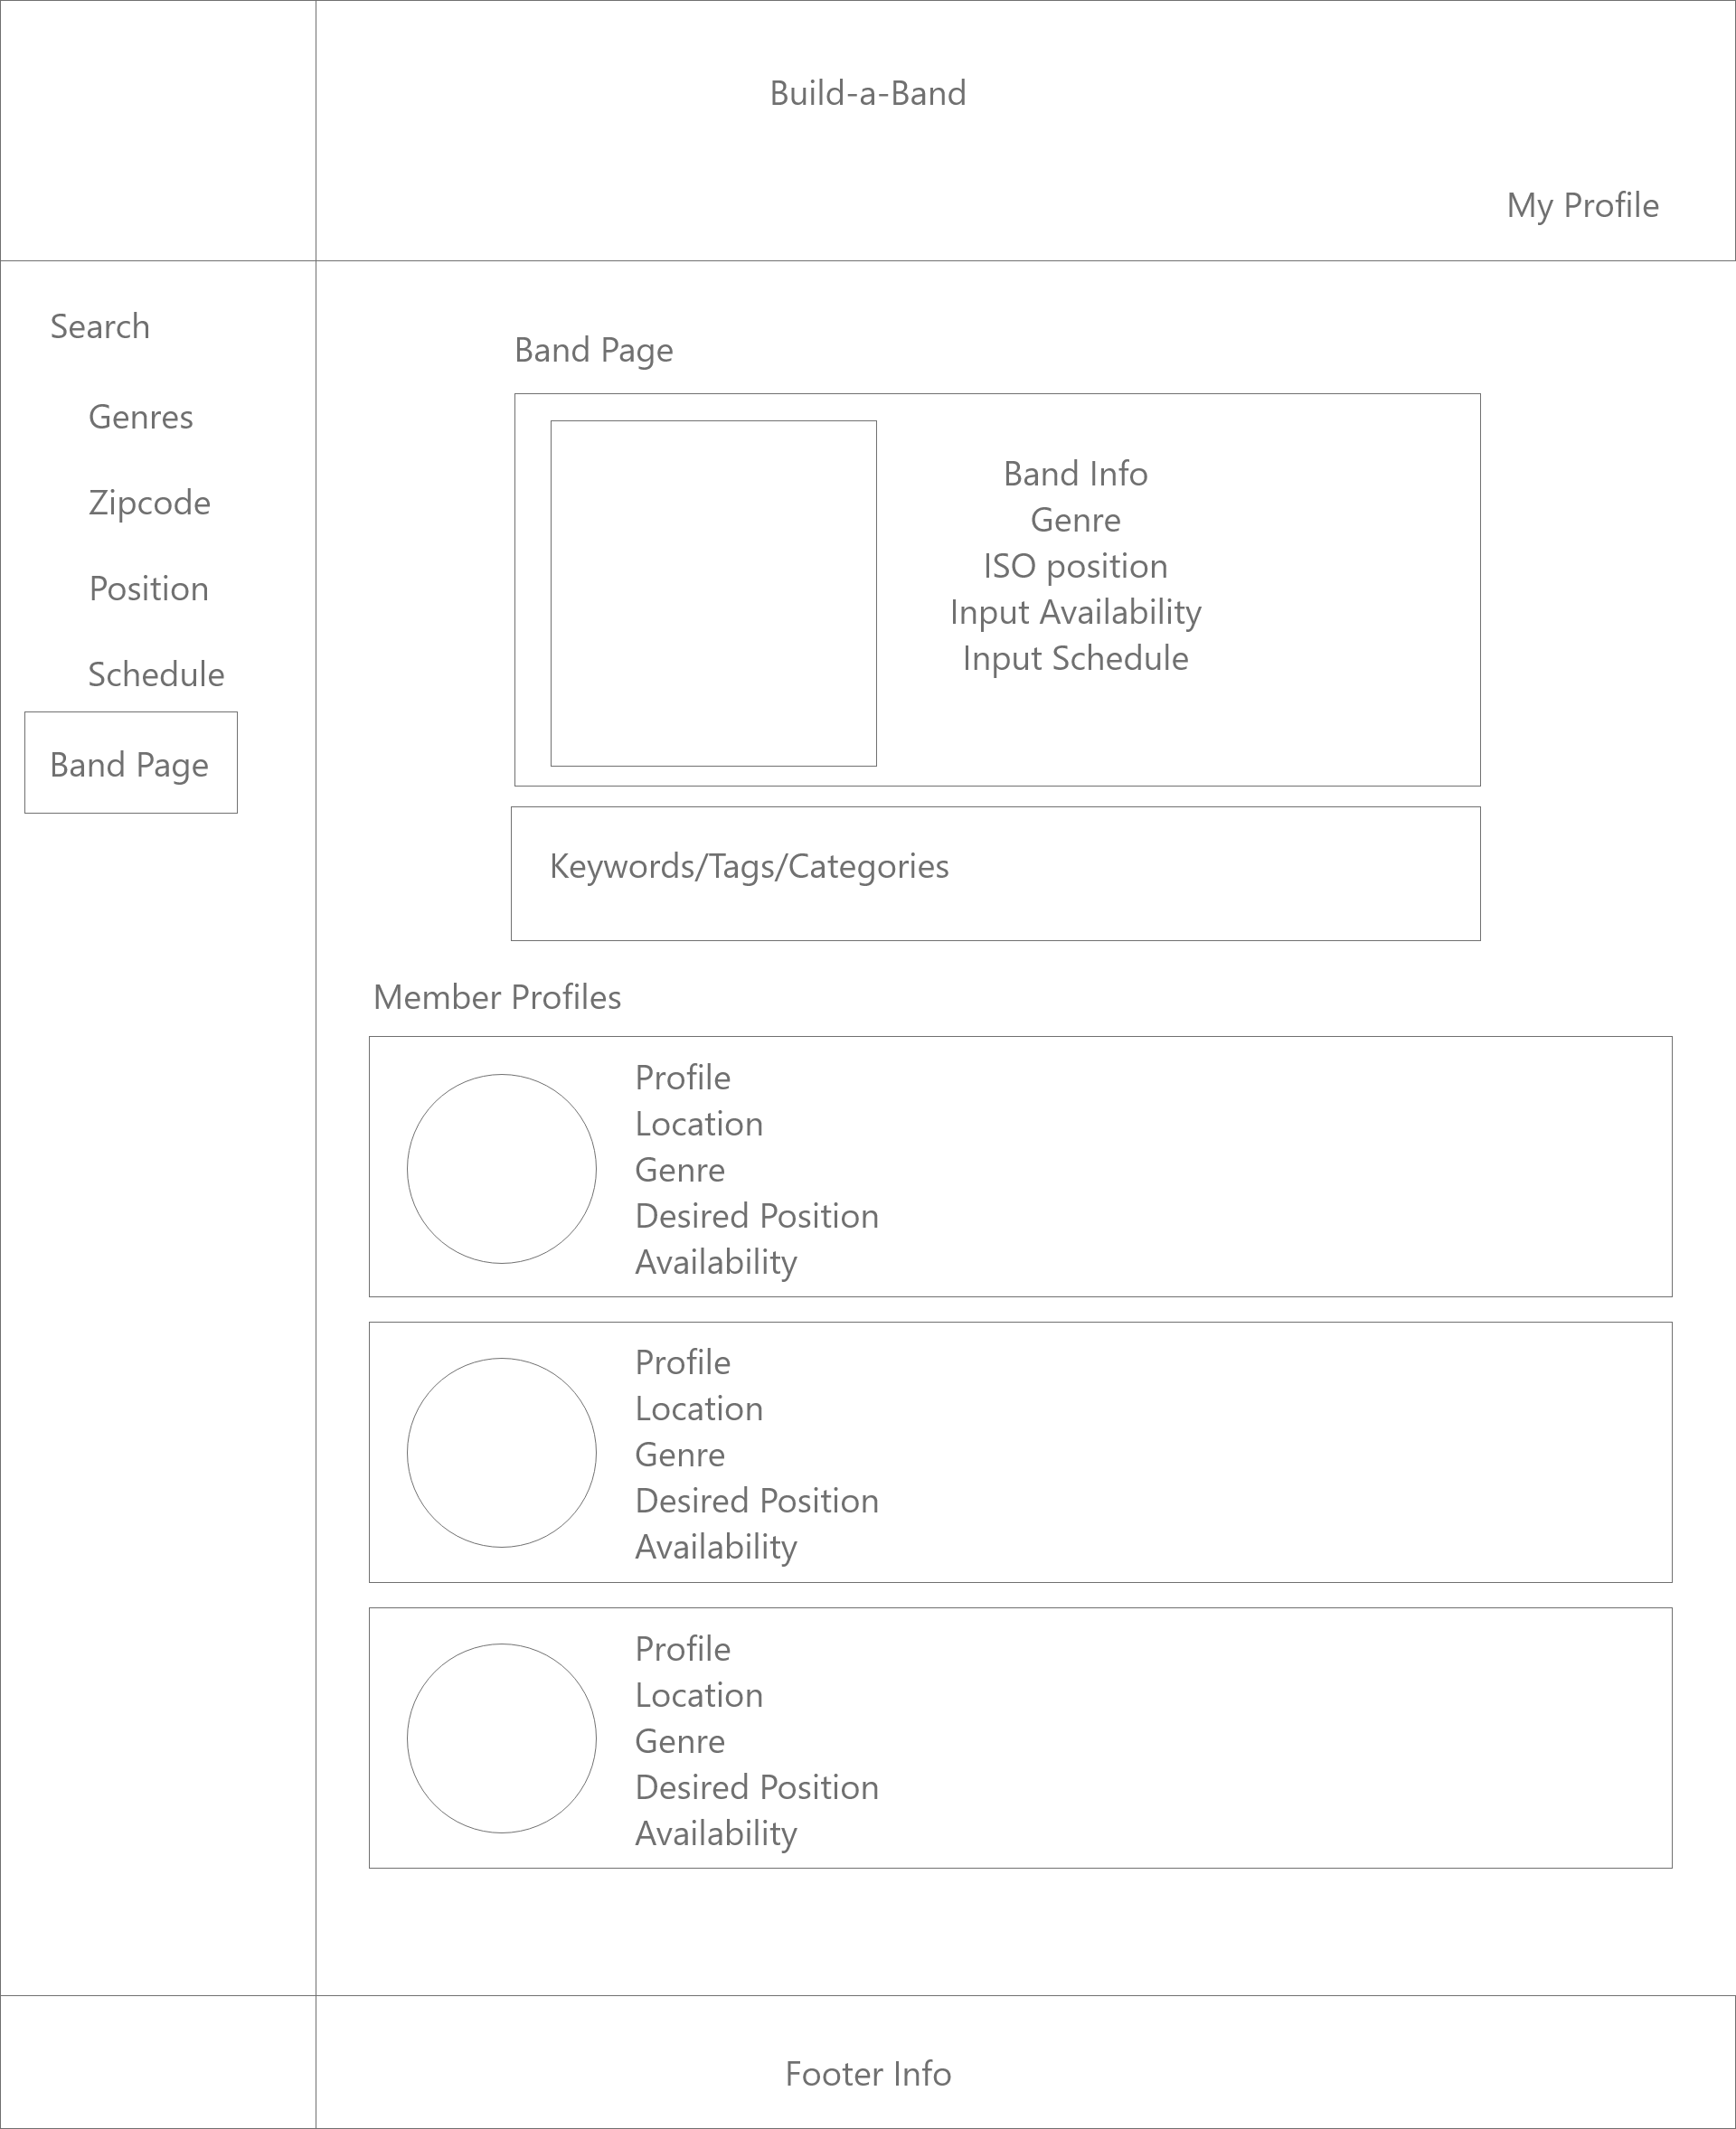 Build-a-Band
My Profile
Search
Genres
Zipcode
Position
Schedule
Band Page
Band Page
Band Info
Genre
ISO position
Input Availability
Input Schedule
Keywords/Tags/Categories
Member Profiles
Profile
Location
Genre
Desired Position
Availability
Profile
Location
Genre
Desired Position
Availability
Profile
Location
Genre
Desired Position
Availability
Footer Info